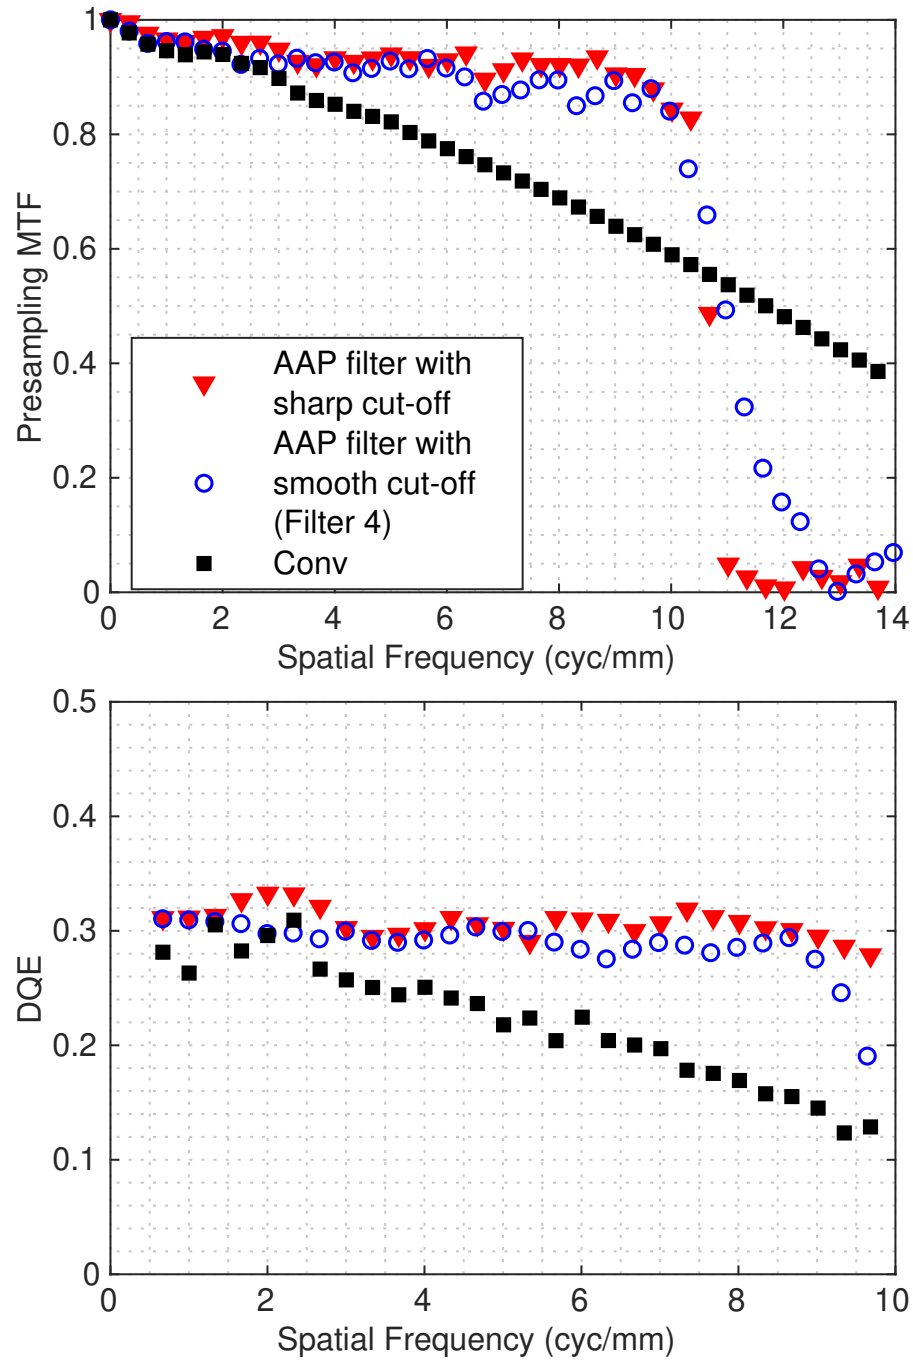 1
0.8
0.6
0.4
0.2
0
Presampling MTF
AAP filter with
sharp cut-off
AAP filter with
smooth cut-off
(Filter 4)
Conv
0 2 4 6 8 10 12 14
Spatial Frequency (cyc/mm)
0.5
0.4
0.3
0.2
0.1
0
DQE
0 2 4 6 8 10
Spatial Frequency (cyc/mm)